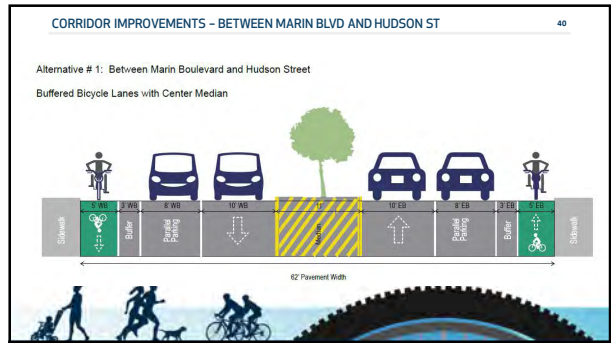 CORRIDOR IMPROVEMENTS – BETWEEN MARIN BLVD AND HUDSON ST
40
Alternative # 1: Between Marin Boulevard and Hudson Street
Buffered Bicycle Lanes with Center Median
5' WB 3' WB 8' WB 10' WB 10' EB 8' EB 3' EB 5' EB
Sidewalk
Buffer
Parallel
Parking
Median
Parallel
Parking
Buffer
Sidewalk
62' Pavement Width